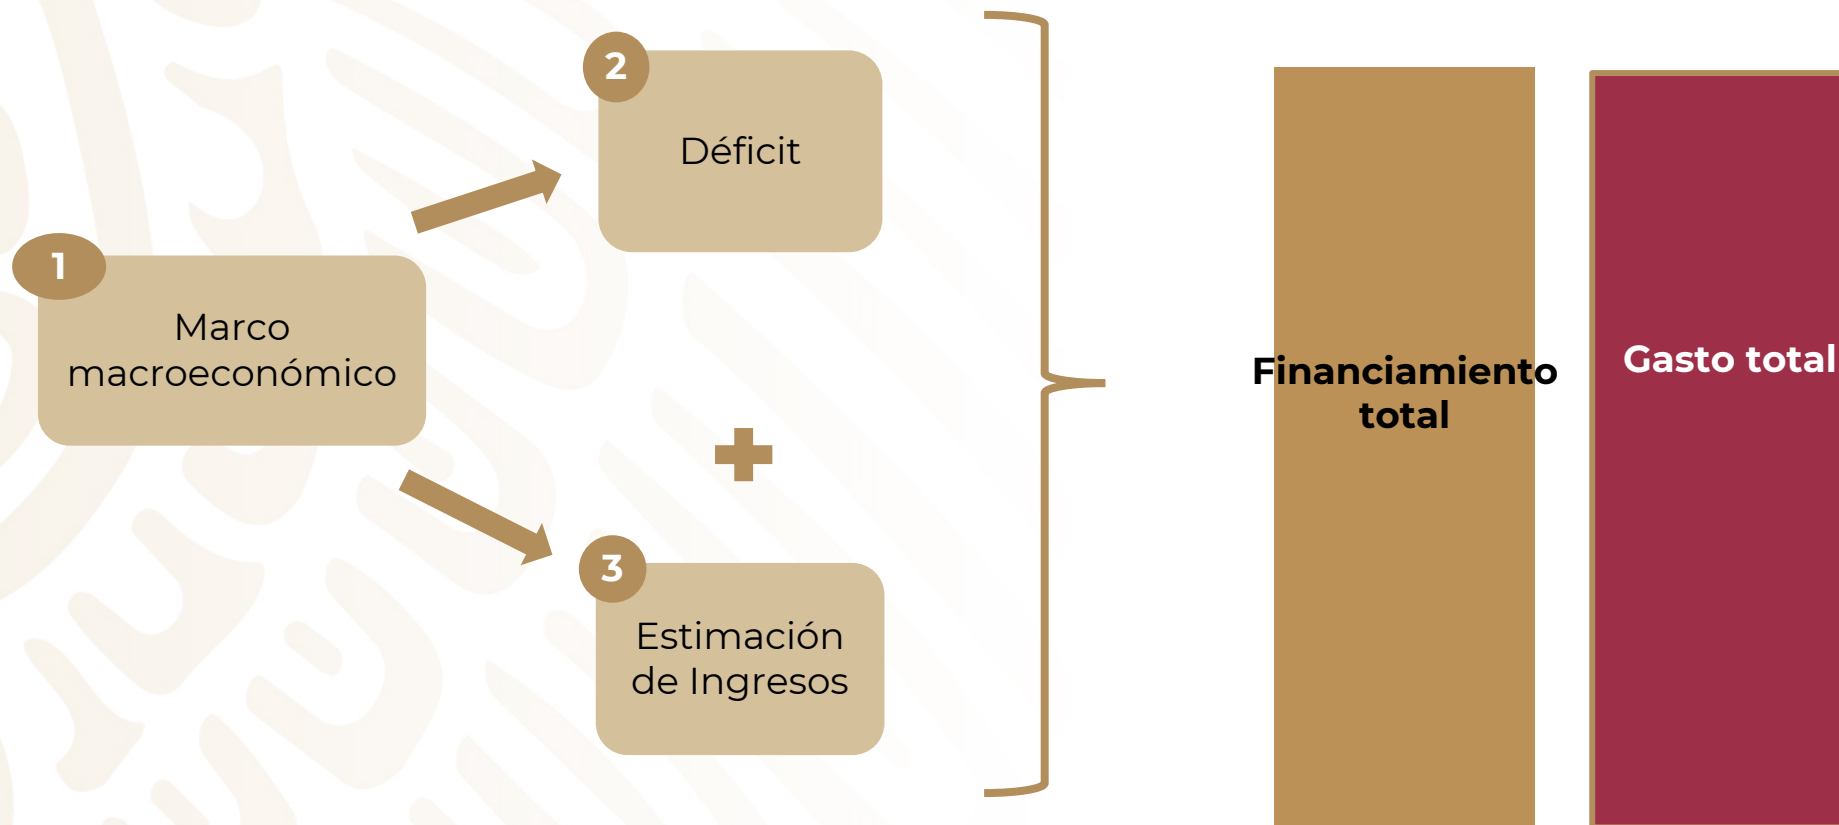 1
Marco
macroeconómico
2
Déficit
3
Estimación
de Ingresos
Financiamiento
total
Gasto total